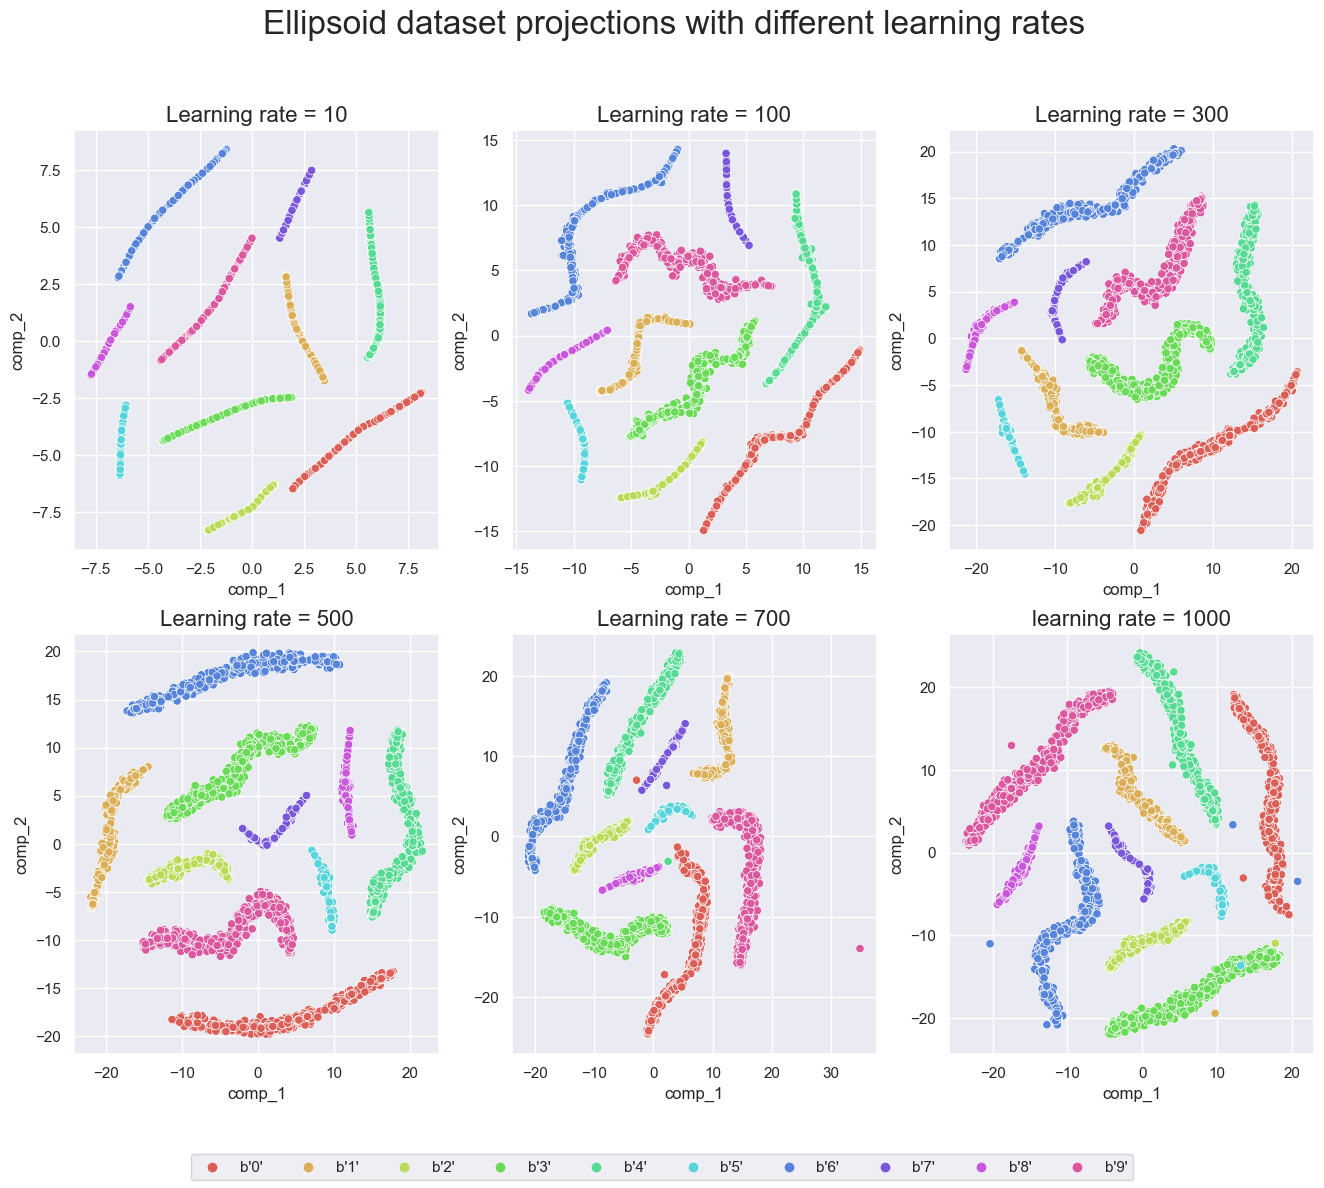 Ellipsoid dataset projections with different learning rates
Learning rate = 10
7.5
5.0
2.5
0.0
−2.5
−5.0
−7.5
comp_2
−7.5 −5.0 −2.5 0.0 2.5 5.0 7.5
comp_1
Learning rate = 100
15
10
5
0
−5
−10
−15
comp_2
−15 −10 −5 0 5 10 15
comp_1
Learning rate = 300
20
15
10
5
0
−5
−10
−15
−20
comp_2
−20 −10 0 10 20
comp_1
Learning rate = 500
20
15
10
5
0
−5
−10
−15
−20
comp_2
−20 −10 0 10 20
comp_1
Learning rate = 700
20
10
0
−10
−20
comp_2
−20 −10 0 10 20 30
comp_1
learning rate = 1000
20
10
0
−10
−20
comp_2
−20 −10 0 10 20
comp_1
b'0' b'1' b'2' b'3' b'4' b'5' b'6' b'7' b'8' b'9'